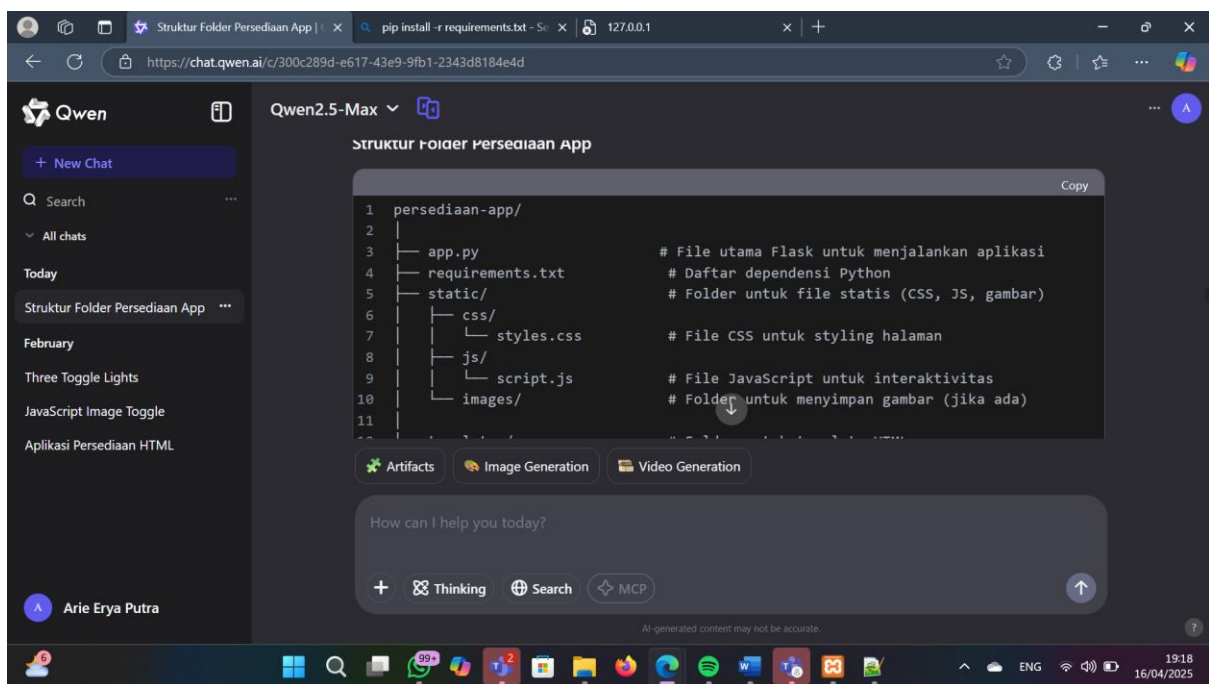 Struktur Folder Persediaan App |
pip install -r requirements.txt - Se
127.0.0.1
https://chat.qwen.ai/c/300c289d-e617-43e9-9fb1-2343d8184e4d
Qwen
Qwen2.5-Max
A
+ New Chat
Search
All chats
Today
Struktur Folder Persediaan App
February
Three Toggle Lights
JavaScript Image Toggle
Aplikasi Persediaan HTML
A Arie Erya Putra
Struktur Folder Persediaan App
Copy
1 persediaan-app/
2 │
3 ├── app.py # File utama Flask untuk menjalankan aplikasi
4 ├── requirements.txt # Daftar dependensi Python
5 ├── static/ # Folder untuk file statis (CSS, JS, gambar)
6 │ ├── css/
7 │ │ └── styles.css # File CSS untuk styling halaman
8 │ ├── js/
9 │ │ └── script.js # File JavaScript untuk interaktivitas
10 │ └── images/ # Folder untuk menyimpan gambar (jika ada)
11 │
Artifacts
Image Generation
Video Generation
How can I help you today?
+ Thinking Search MCP
AI-generated content may not be accurate.
?
6
99+
2
ENG
19:18
16/04/2025